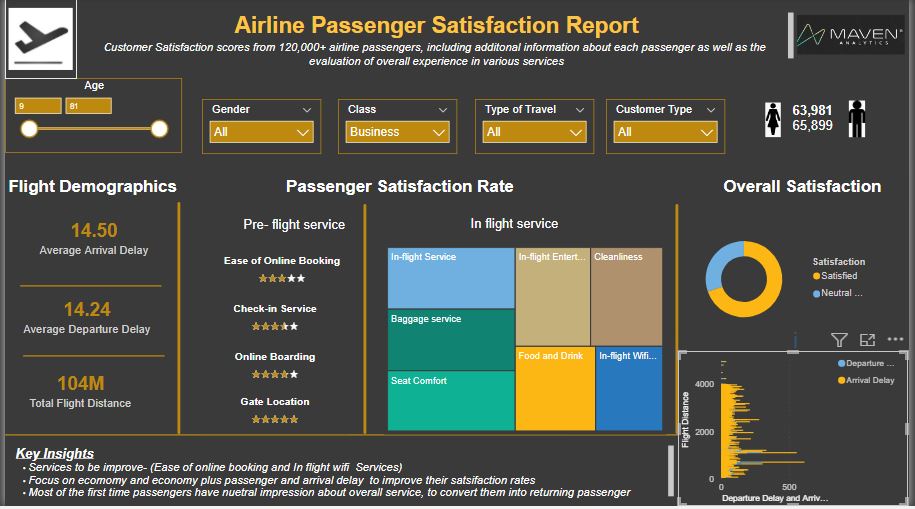 Airline Passenger Satisfaction Report
Customer Satisfaction scores from 120,000+ airline passengers, including additonal information about each passenger as well as the
evaluation of overall experience in various services
MAVEN
ANALYTICS
Age
9
81
Gender
All
Class
Business
Type of Travel
All
Customer Type
All
63,981
65,899
Flight Demographics
Passenger Satisfaction Rate
Overall Satisfaction
14.50
Average Arrival Delay
14.24
Average Departure Delay
104M
Total Flight Distance
Pre- flight service
Ease of Online Booking
Check-in Service
Online Boarding
Gate Location
In flight service
In-flight Service
Baggage service
Seat Comfort
In-flight Entert...
Cleanliness
Food and Drink
In-flight Wifi...
Satisfaction
Satisfied
Neutral ...
Departure ...
Arrival Delay
Flight Distance
4000
2000
0
0
500
Departure Delay and Arriv...
Key Insights
• Services to be improve- (Ease of online booking and In flight wifi Services)
• Focus on ecomomy and economy plus passenger and arrival delay to improve their satisfaction rates
• Most of the first time passengers have nuetral impression about overall service, to convert them into returning passenger